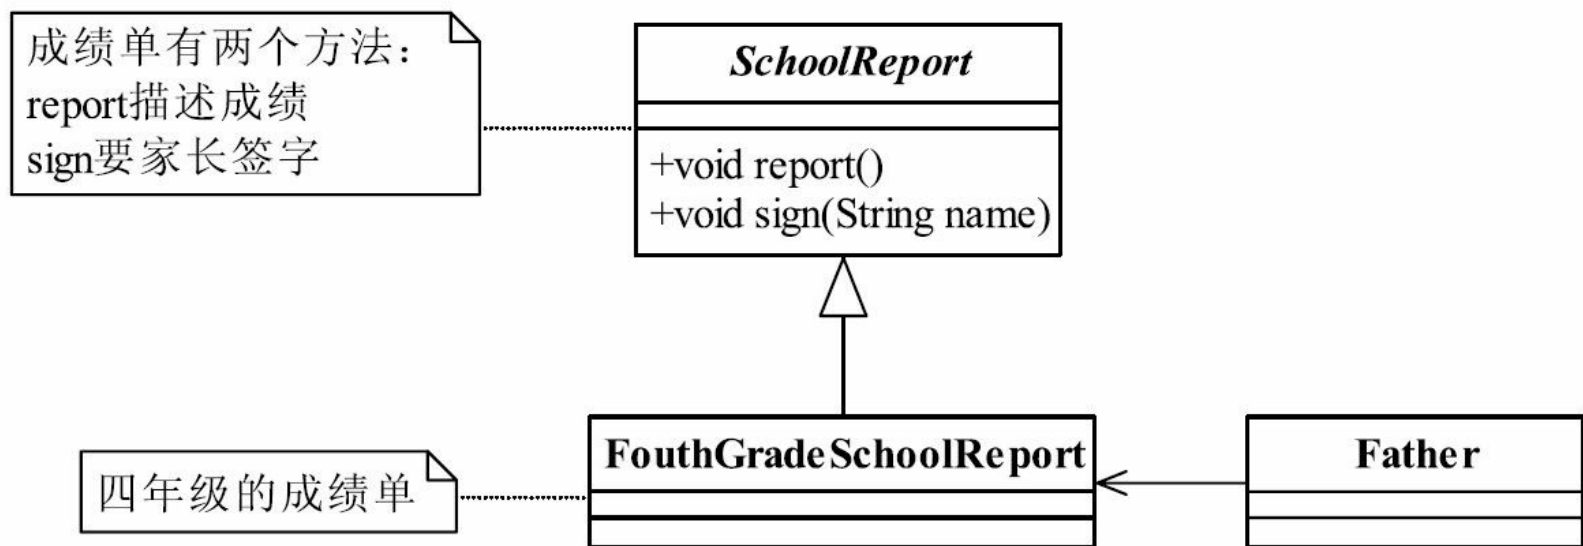 成绩单有两个方法：
report描述成绩
sign要家长签字
SchoolReport
+void report()
+void sign(String name)
四年级的成绩单
FouthGradeSchoolReport
Father